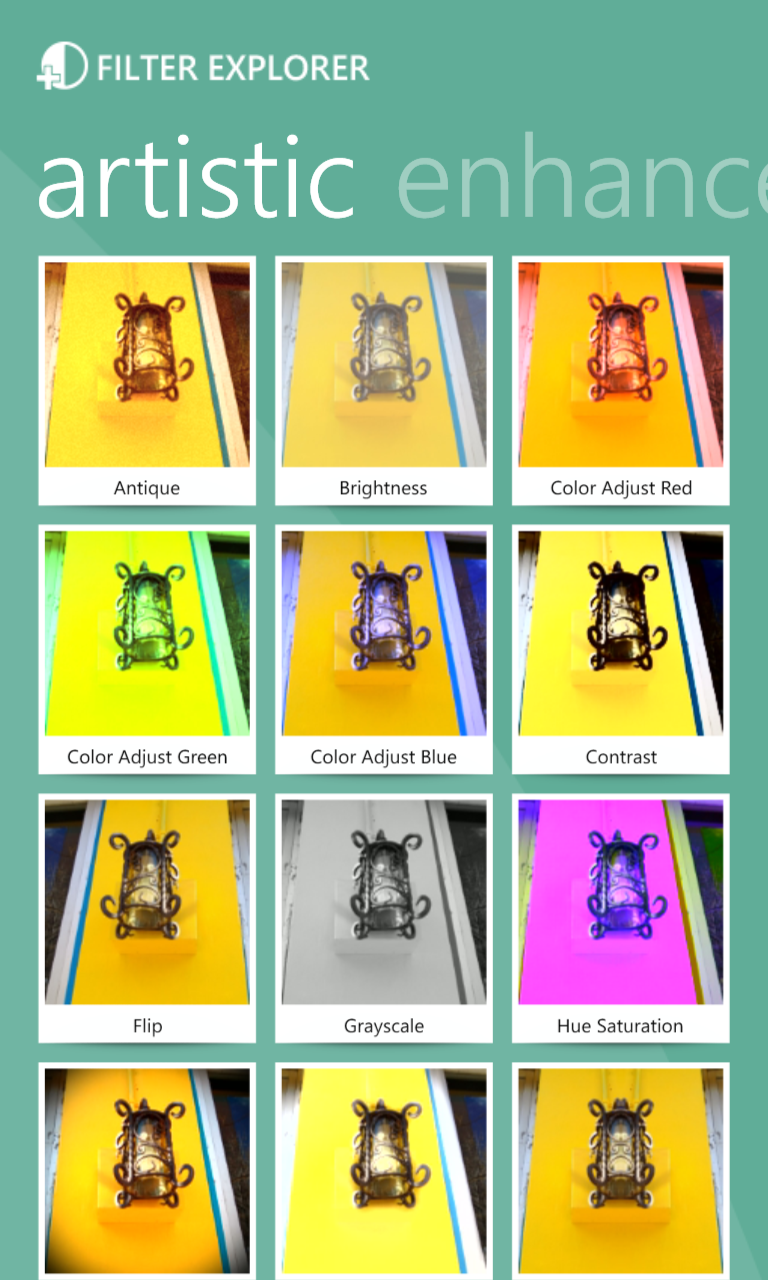 FILTER EXPLORER
artistic enhance
Antique
Brightness
Color Adjust Red
Color Adjust Green
Color Adjust Blue
Contrast
Flip
Grayscale
Hue Saturation